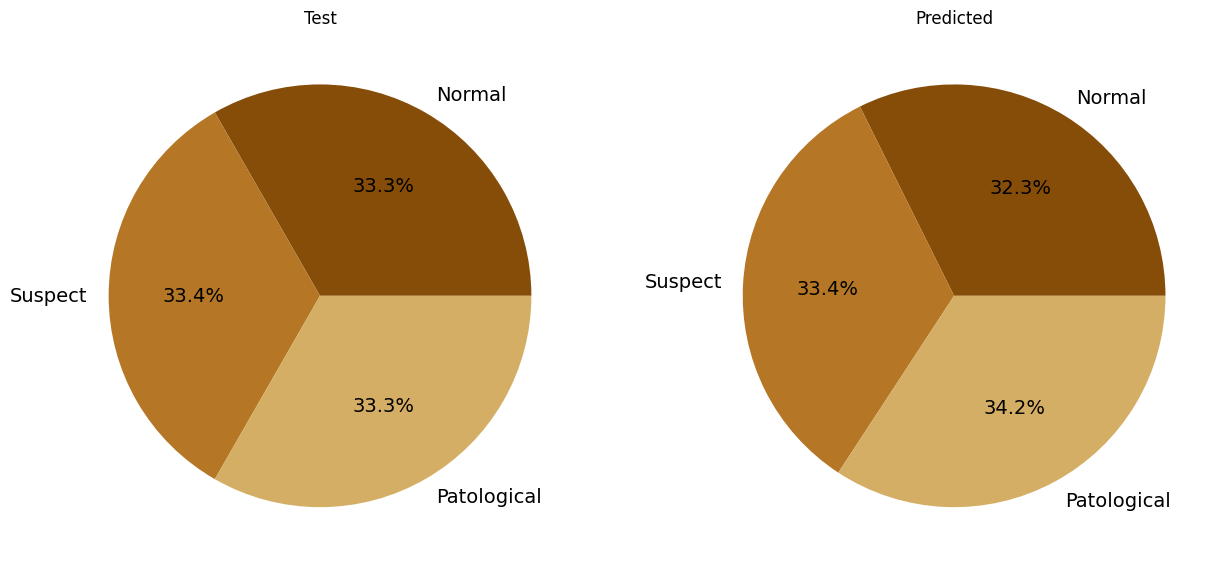 Test
Normal
33.3%
Suspect
33.4%
33.3%
Patological
Predicted
Normal
32.3%
Suspect
33.4%
34.2%
Patological